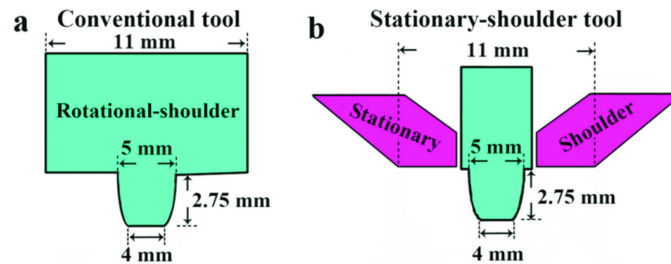 a Conventional tool
11 mm
Rotational-shoulder
5 mm
2.75 mm
4 mm
b Stationary-shoulder tool
11 mm
Stationary
Shoulder
5 mm
2.75 mm
4 mm